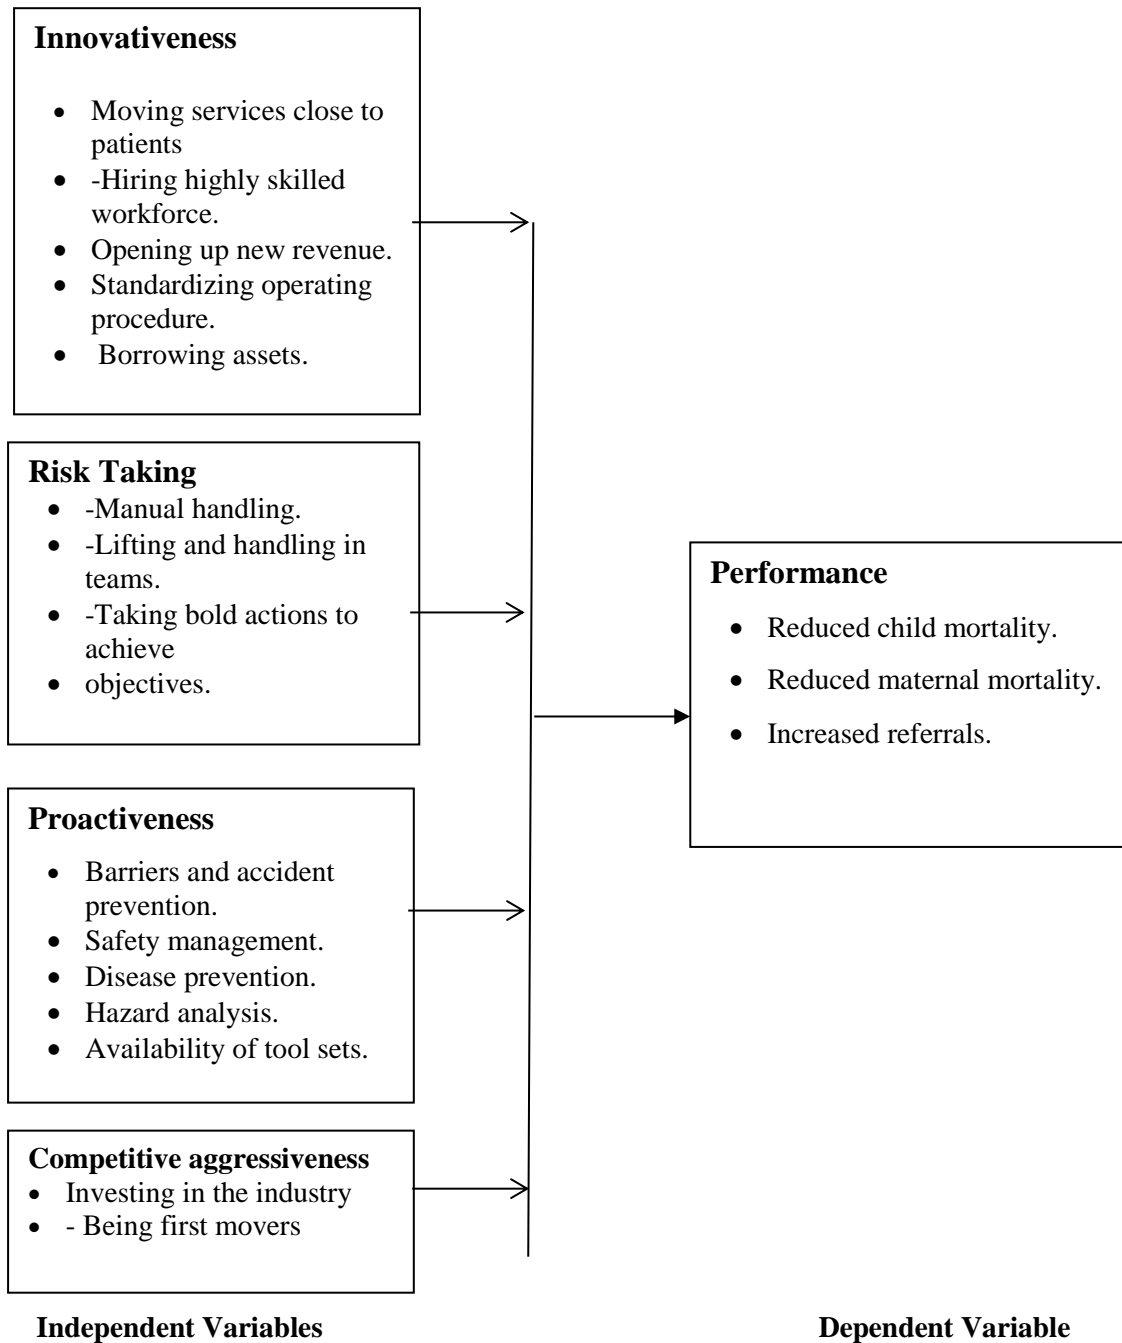 Innovativeness
• Moving services close to
patients
• -Hiring highly skilled
workforce.
• Opening up new revenue.
• Standardizing operating
procedure.
• Borrowing assets.
Risk Taking
• -Manual handling.
• -Lifting and handling in
teams.
• -Taking bold actions to
achieve
• objectives.
Proactiveness
• Barriers and accident
prevention.
• Safety management.
• Disease prevention.
• Hazard analysis.
• Availability of tool sets.
Competitive aggressiveness
• Investing in the industry
• - Being first movers
Independent Variables
Performance
• Reduced child mortality.
• Reduced maternal mortality.
• Increased referrals.
Dependent Variable